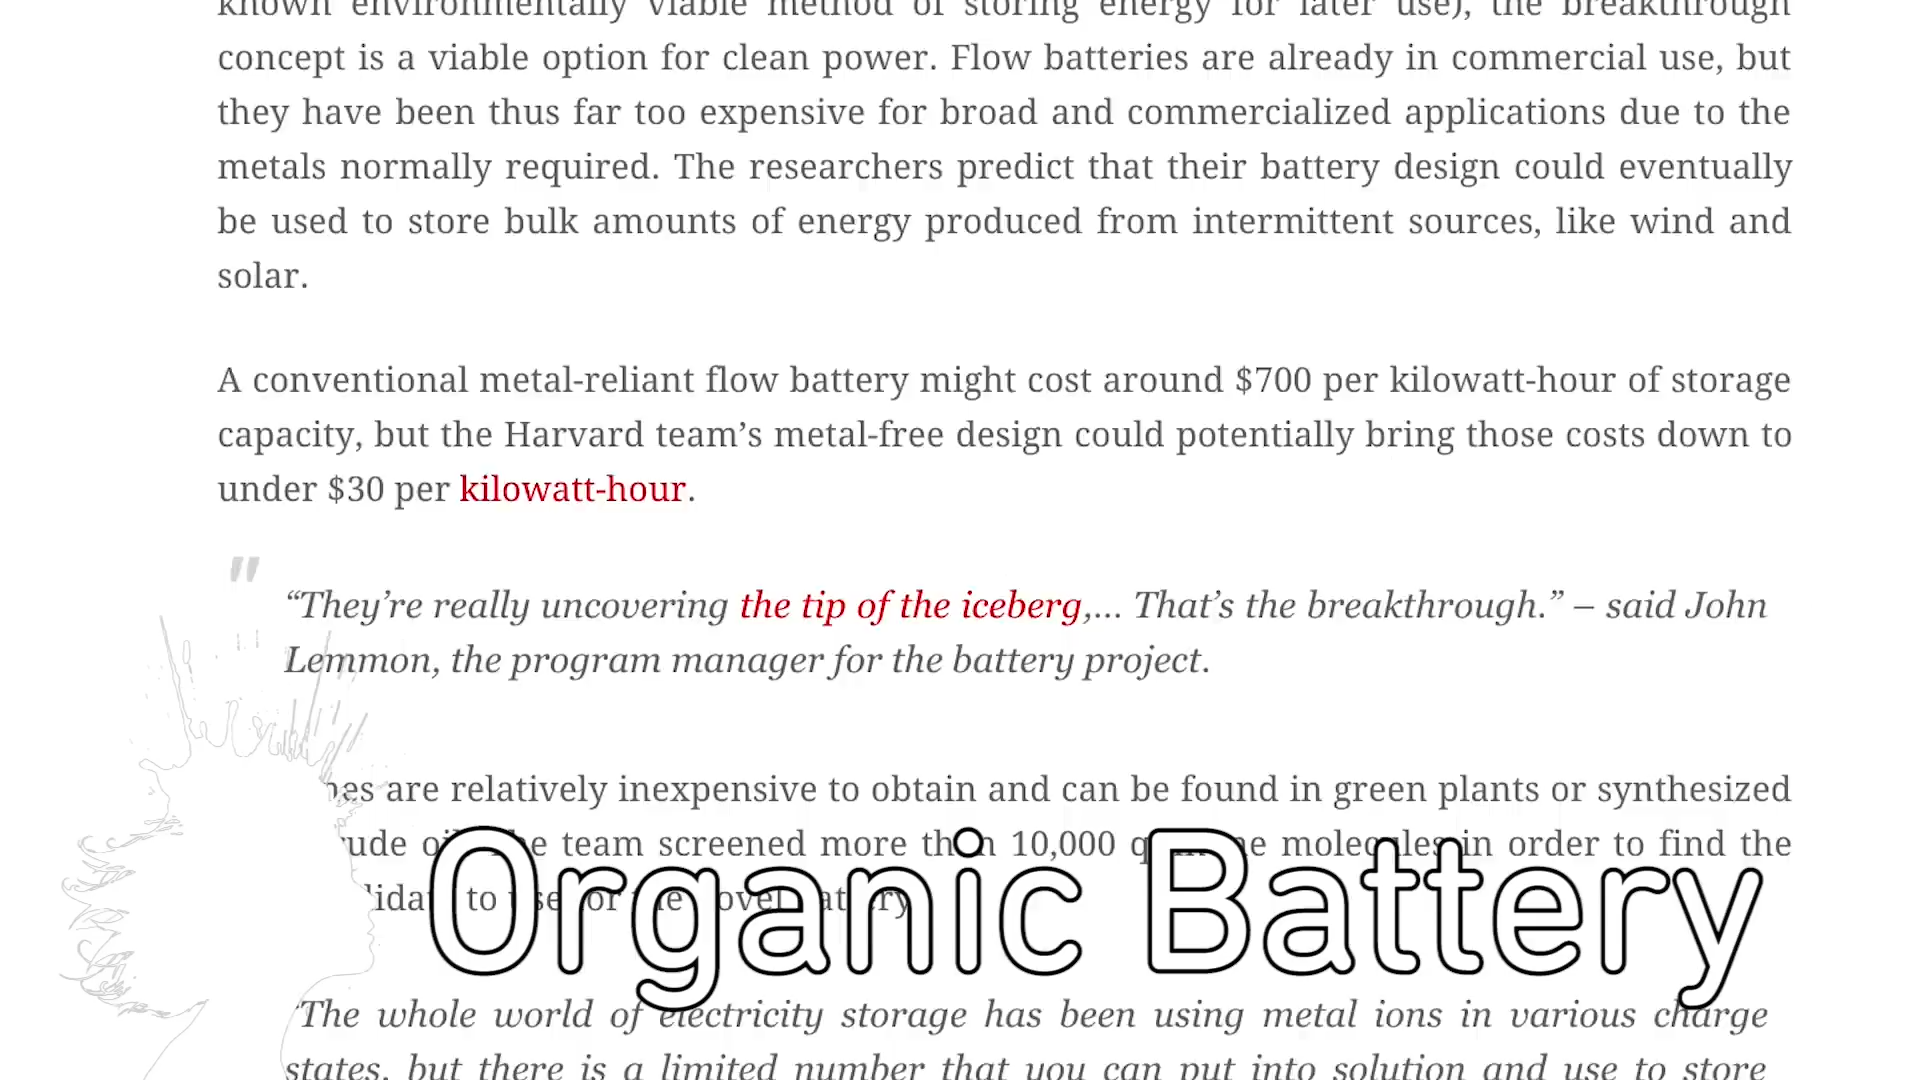 known environmentally viable method of storing energy for later use), the breakthrough
concept is a viable option for clean power. Flow batteries are already in commercial use, but
they have been thus far too expensive for broad and commercialized applications due to the
metals normally required. The researchers predict that their battery design could eventually
be used to store bulk amounts of energy produced from intermittent sources, like wind and
solar.
A conventional metal-reliant flow battery might cost around $700 per kilowatt-hour of storage
capacity, but the Harvard team’s metal-free design could potentially bring those costs down to
under $30 per kilowatt-hour.
"
“They’re really uncovering the tip of the iceberg,... That’s the breakthrough.” – said John
Lemmon, the program manager for the battery project.
are relatively inexpensive to obtain and can be found in green plants or synthesized
team screened more 10,000 in order to find the
to
Organic Battery
“The whole world of electricity storage has been using metal ions in various charge
states, but there is a limited number that you can put into solution and use to store